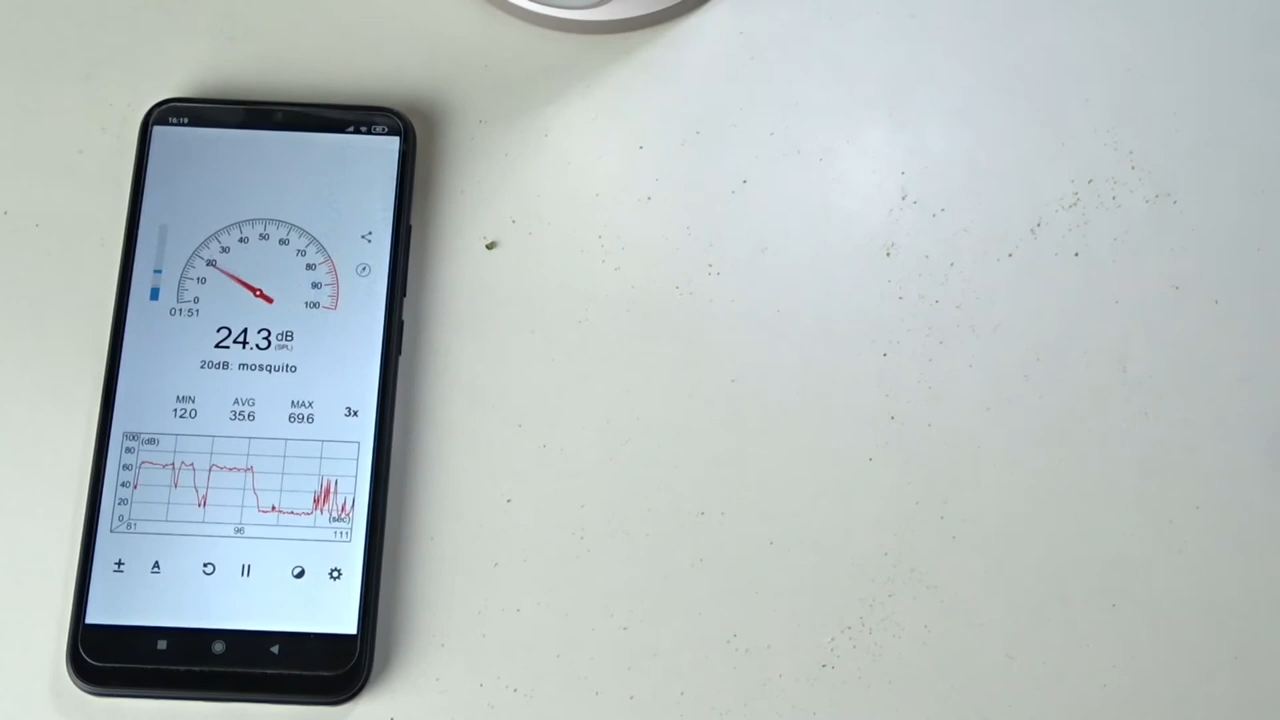 16:19
50
40 60
30 70
20 80
10 90
0 100
01:51
24.3 dB
(SPL)
20dB: mosquito
MIN AVG MAX
12.0 35.6 69.6 3x
100 (dB)
80
60
40
20
0 (sec)
81 96 111
A